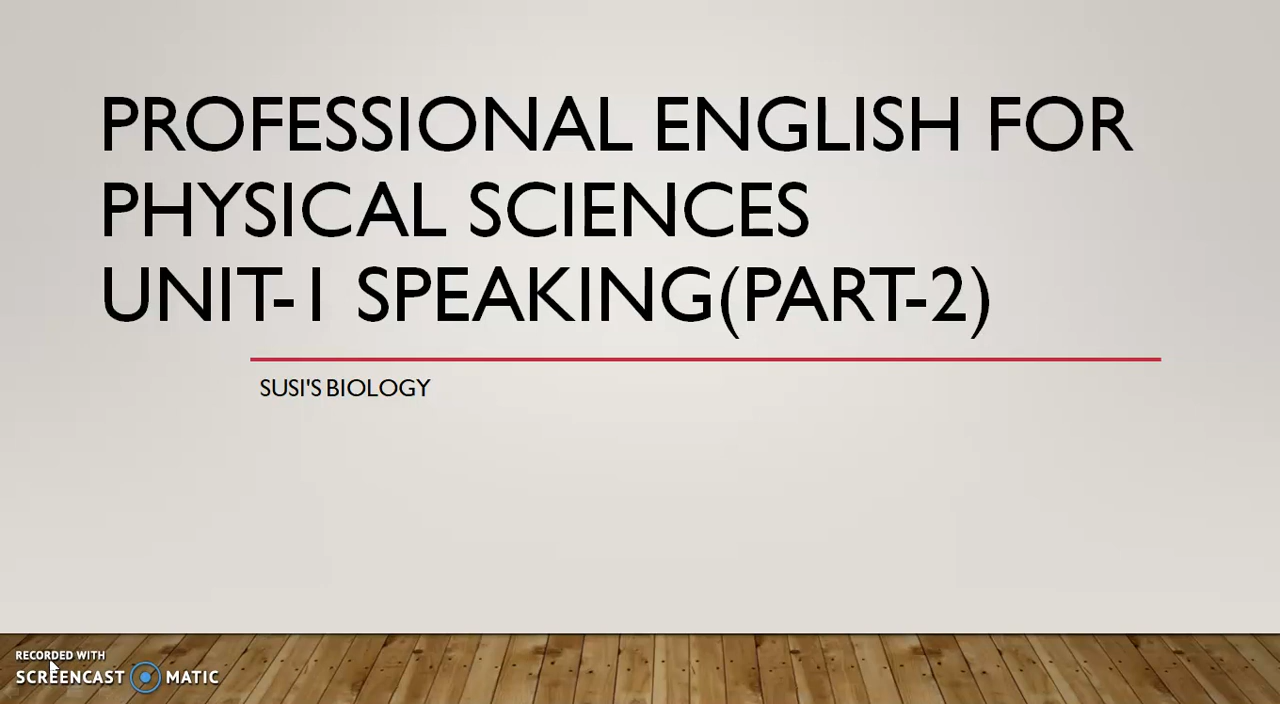 PROFESSIONAL ENGLISH FOR
PHYSICAL SCIENCES
UNIT-1 SPEAKING(PART-2)
SUSI'S BIOLOGY
RECORDED WITH
SCREENCAST MATIC